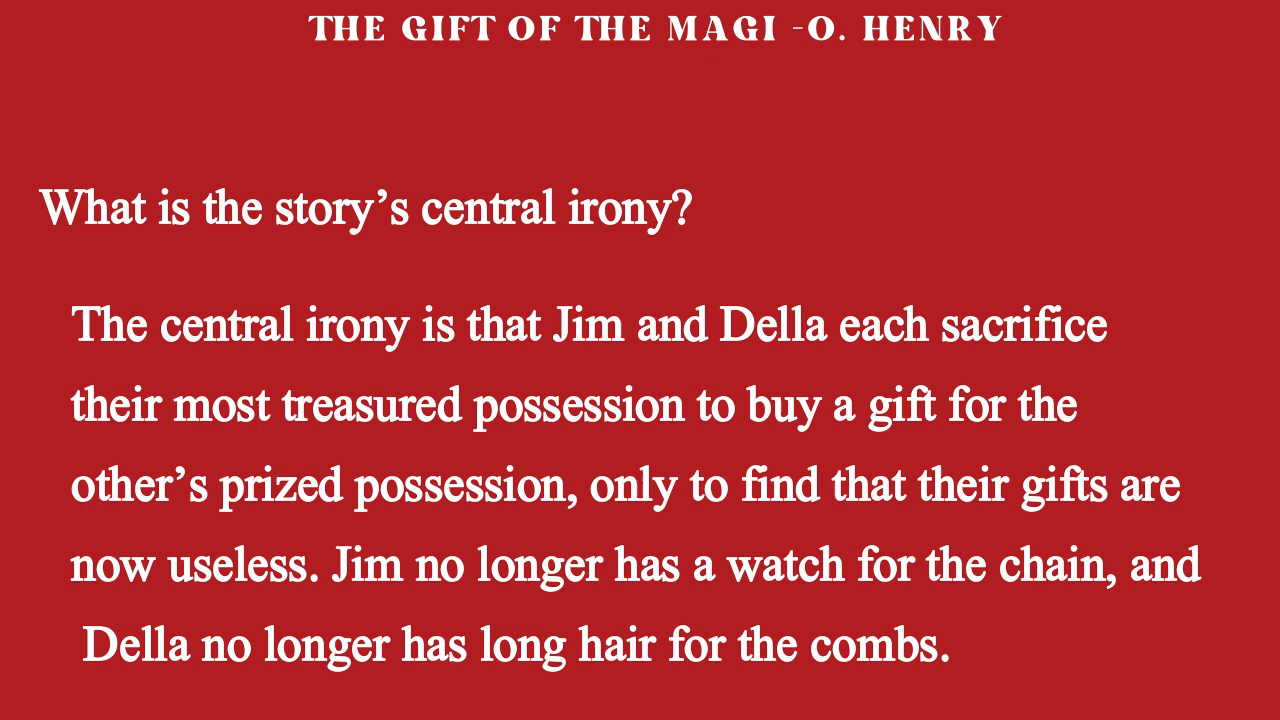 THE GIFT OF THE MAGI -O. HENRY
What is the story’s central irony?
The central irony is that Jim and Della each sacrifice
their most treasured possession to buy a gift for the
other’s prized possession, only to find that their gifts are
now useless. Jim no longer has a watch for the chain, and
Della no longer has long hair for the combs.